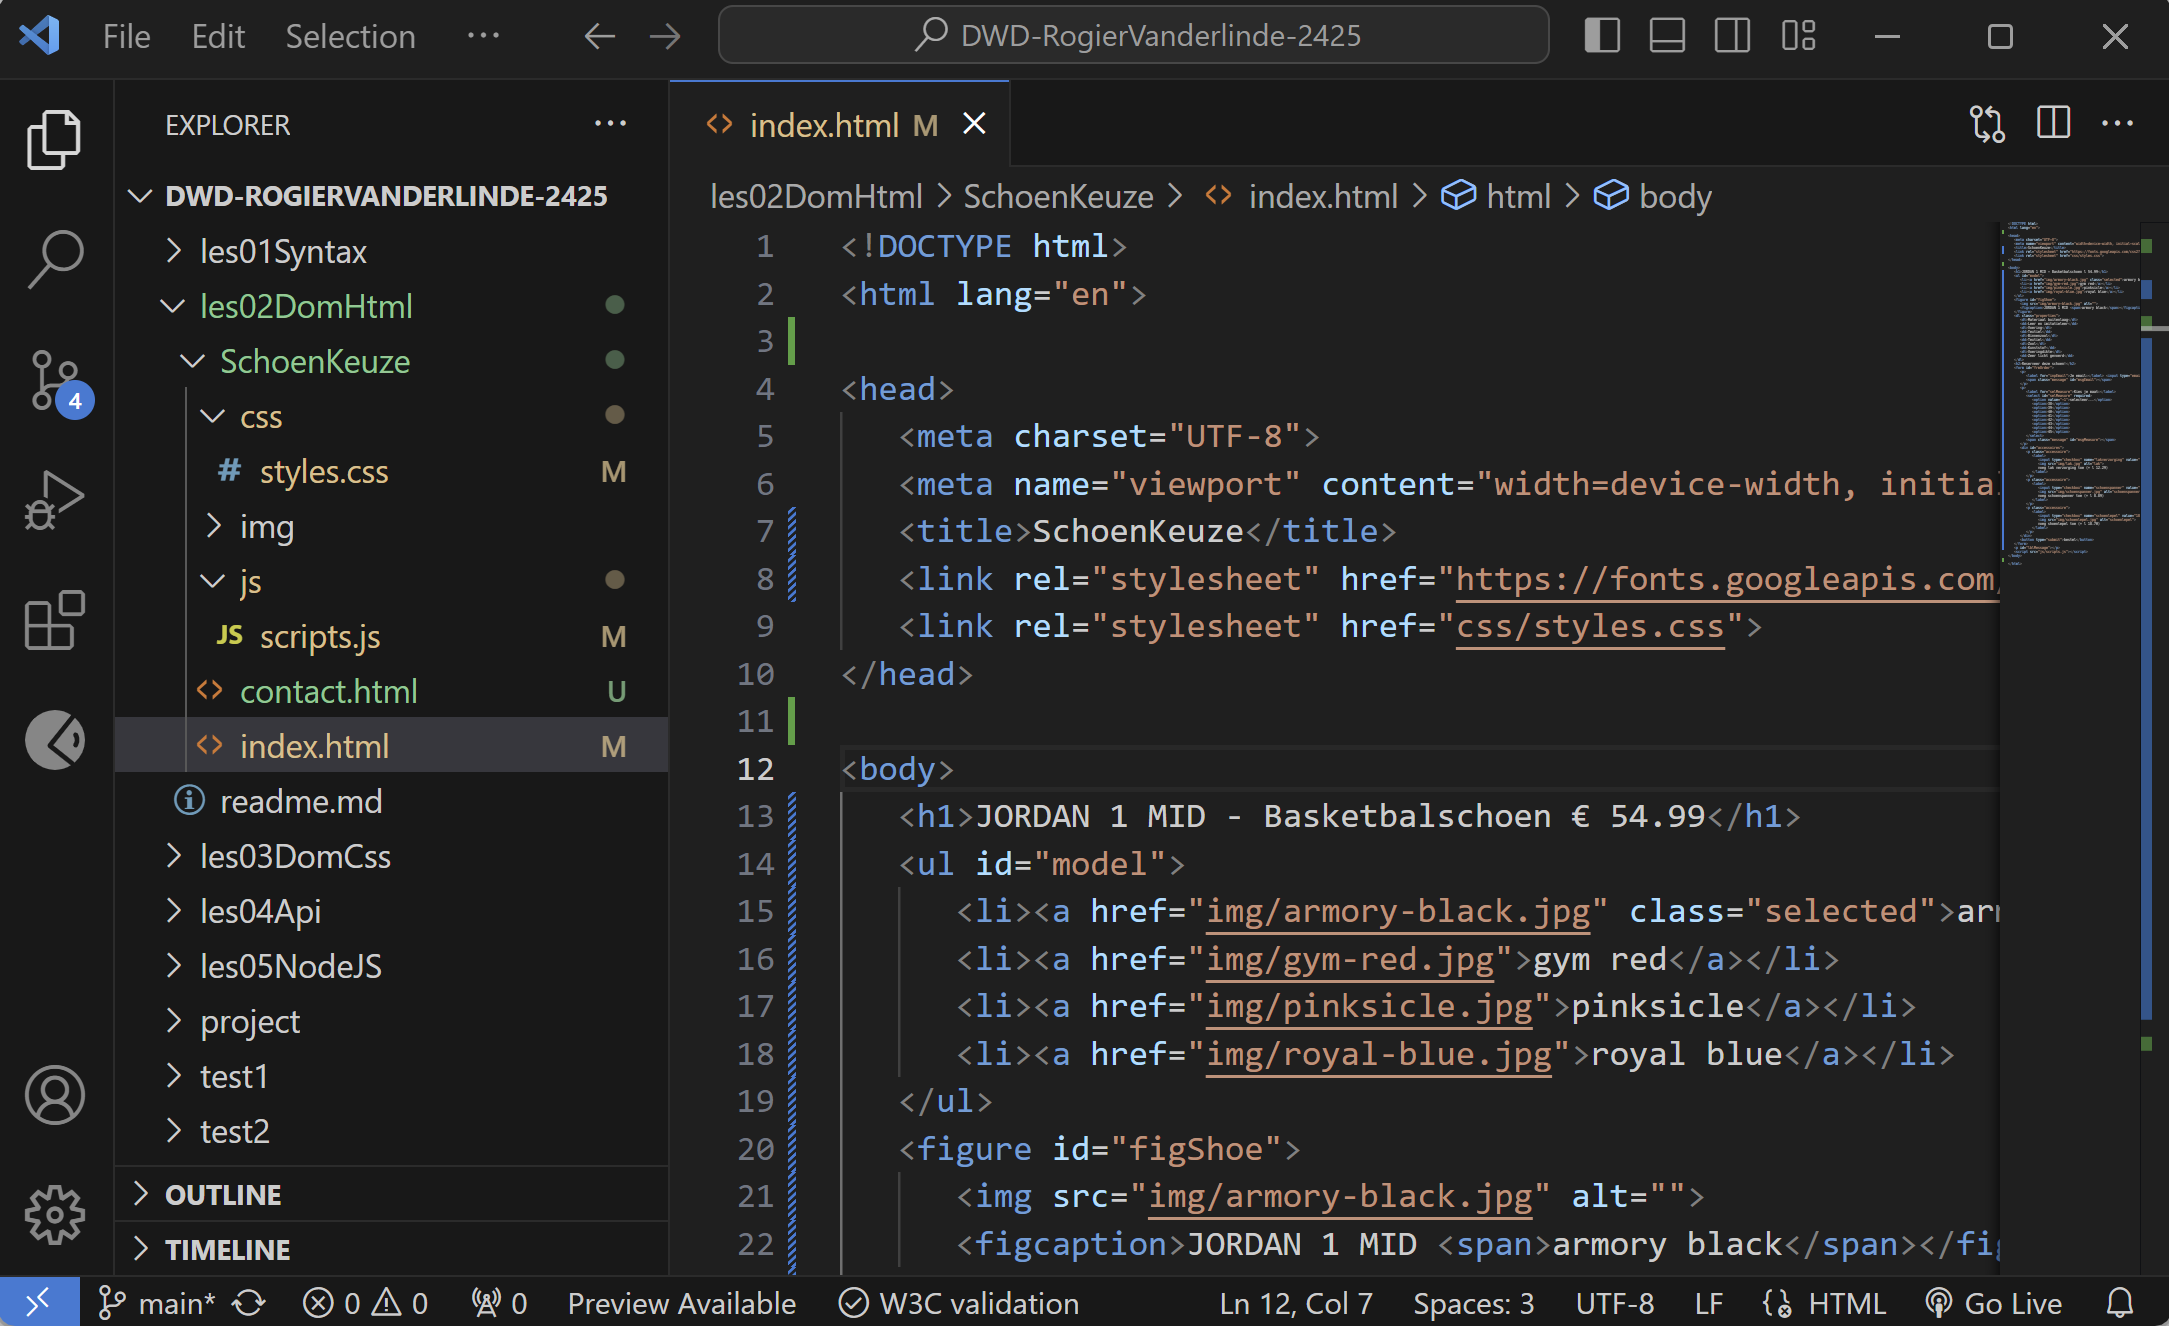 File Edit Selection ··· DWD-RogierVanderlinde-2425
EXPLORER
DWD-ROGIERVANDERLINDE-2425
les01Syntax
les02DomHtml
SchoenKeuze
css
# styles.css M
img
js
JS scripts.js M
<> contact.html U
<> index.html M
readme.md
les03DomCss
les04Api
les05NodeJS
project
test1
test2
OUTLINE
TIMELINE
<> index.html M
les02DomHtml > SchoenKeuze > <> index.html > html > body
1 <!DOCTYPE html>
2 <html lang="en">
3
4 <head>
5 <meta charset="UTF-8">
6 <meta name="viewport" content="width=device-width, initia
7 <title>SchoenKeuze</title>
8 <link rel="stylesheet" href="https://fonts.googleapis.com/
9 <link rel="stylesheet" href="css/styles.css">
10 </head>
11
12 <body>
13 <h1>JORDAN 1 MID - Basketbalschoen € 54.99</h1>
14 <ul id="model">
15 <li><a href="img/armory-black.jpg" class="selected">ar
16 <li><a href="img/gym-red.jpg">gym red</a></li>
17 <li><a href="img/pinksicle.jpg">pinksicle</a></li>
18 <li><a href="img/royal-blue.jpg">royal blue</a></li>
19 </ul>
20 <figure id="figShoe">
21 <img src="img/armory-black.jpg" alt="">
22 <figcaption>JORDAN 1 MID <span>armory black</span></fig
4
main* 0 0 0 Preview Available W3C validation Ln 12, Col 7 Spaces: 3 UTF-8 LF HTML Go Live